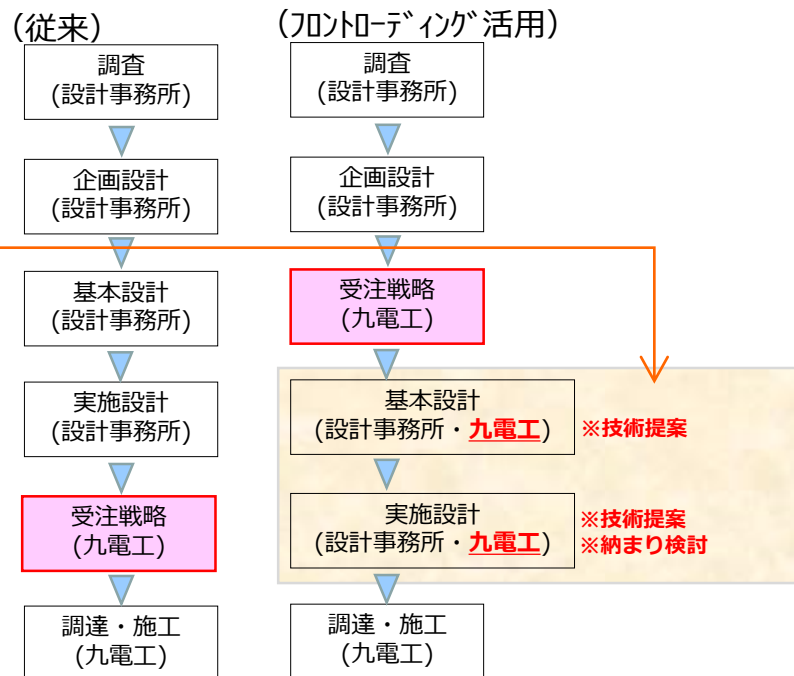 (従来)
調査
(設計事務所)
企画設計
(設計事務所)
基本設計
(設計事務所)
実施設計
(設計事務所)
受注戦略
(九電工)
調達・施工
(九電工)
(ﾌﾛﾝﾄﾛｰﾃﾞｨﾝｸﾞ活用)
調査
(設計事務所)
企画設計
(設計事務所)
受注戦略
(九電工)
基本設計
(設計事務所・九電工)
※技術提案
実施設計
(設計事務所・九電工)
※技術提案
※納まり検討
調達・施工
(九電工)